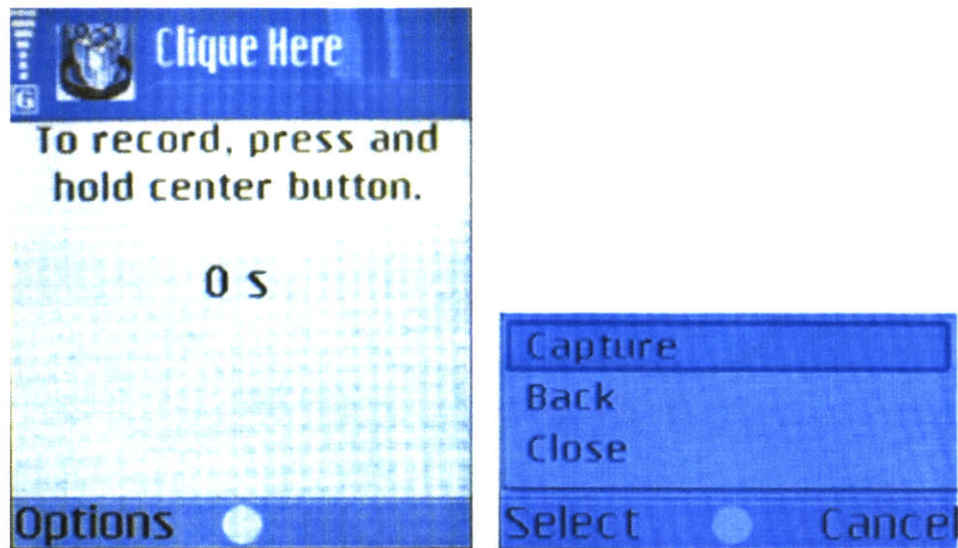 G
Clique Here
To record, press and
hold center button.
0 s
Options
Capture
Back
Close
Select Cancel